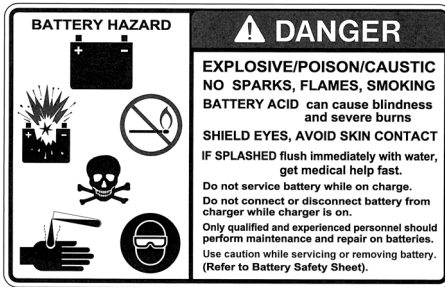 BATTERY HAZARD
+ -
+ -
DANGER
EXPLOSIVE/POISON/CAUSTIC
NO SPARKS, FLAMES, SMOKING
BATTERY ACID can cause blindness
and severe burns
SHIELD EYES, AVOID SKIN CONTACT
IF SPLASHED flush immediately with water,
get medical help fast.
Do not service battery while on charge.
Do not connect or disconnect battery from
charger while charger is on.
Only qualified and experienced personnel should
perform maintenance and repair on batteries.
Use caution while servicing or removing battery.
(Refer to Battery Safety Sheet).